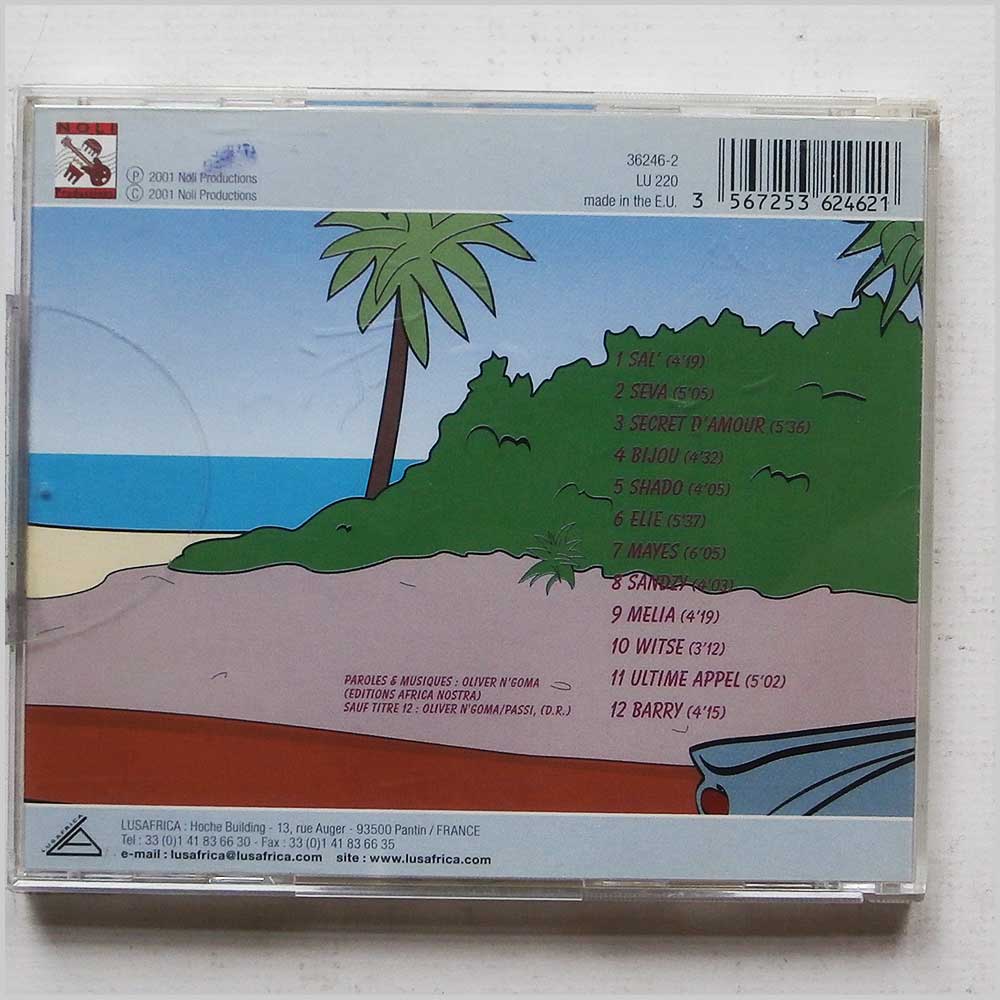 NOLI
Productions
Ⓟ 2001 Noli Productions
Ⓒ 2001 Noli Productions
36246-2
LU 220
made in the E.U.
3 567253 624621
1 SAL' (4'19)
2 SEVA (5'05)
3 SECRET D'AMOUR (5'36)
4 BIJOU (4'32)
5 SHADO (4'05)
6 ELIE (5'37)
7 MAYES (6'05)
8 SANDZY (4'03)
9 MELIA (4'19)
10 WITSE (3'12)
11 ULTIME APPEL (5'02)
12 BARRY (4'15)
PAROLES & MUSIQUES : OLIVER N'GOMA
(EDITIONS AFRICA NOSTRA)
SAUF TITRE 12 : OLIVER N'GOMA/PASSI, (D.R.)
LUSAFRICA
LUSAFRICA : Hoche Building - 13, rue Auger - 93500 Pantin / FRANCE
Tel : 33 (0)1 41 83 66 30 - Fax : 33 (0)1 41 83 66 35
e-mail : lusafrica@lusafrica.com site : www.lusafrica.com